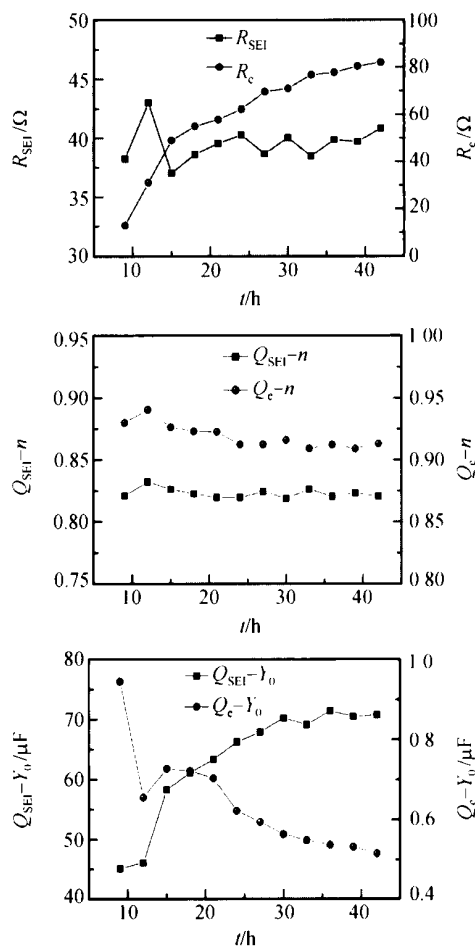 50
45
40
35
30
R_SEI/Ω
R_SEI
R_c
100
80
60
40
20
0
R_c/Ω
10 20 30 40
t/h
0.95
0.90
0.85
0.80
0.75
Q_SEI-n
Q_SEI-n
Q_c-n
1 00
0.95
0 90
0.85
0 80
Q_c-n
10 20 30 40
t/h
80
70
60
50
40
Q_SEI-Y_0/μF
Q_SEI-Y_0
Q_c-Y_0
1 0
0.8
0.6
0.4
Q_c-Y_0/μF
10 20 30 40
t/h